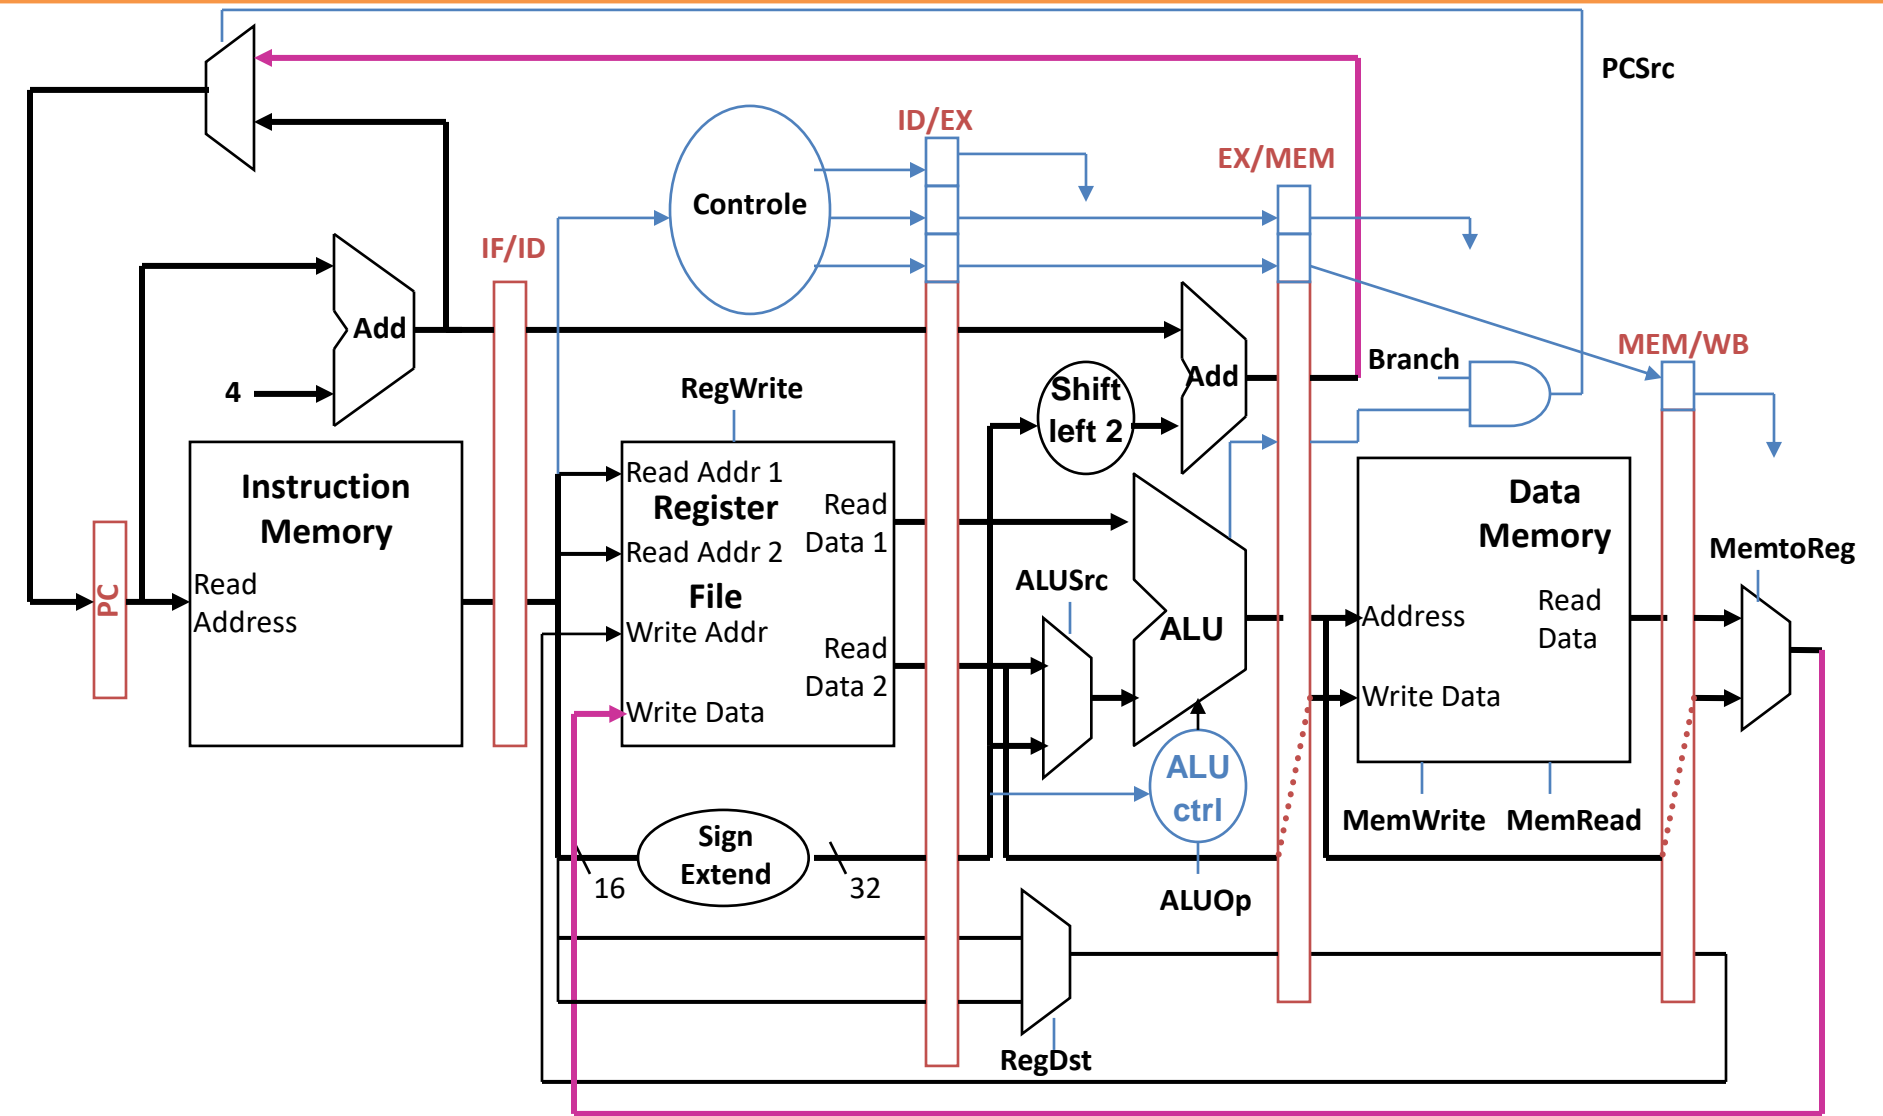 PCSrc
ID/EX
EX/MEM
Controle
IF/ID
Add
4
RegWrite
Branch
MEM/WB
Shift
left 2
Add
Instruction
Memory
Read
Address
PC
Read Addr 1
Register
Read Addr 2
File
Write Addr
Write Data
Read
Data 1
Read
Data 2
ALUSrc
ALU
Data
Memory
Address
Read
Data
Write Data
MemtoReg
ALU
ctrl
MemWrite
MemRead
Sign
Extend
16
32
ALUOp
RegDst